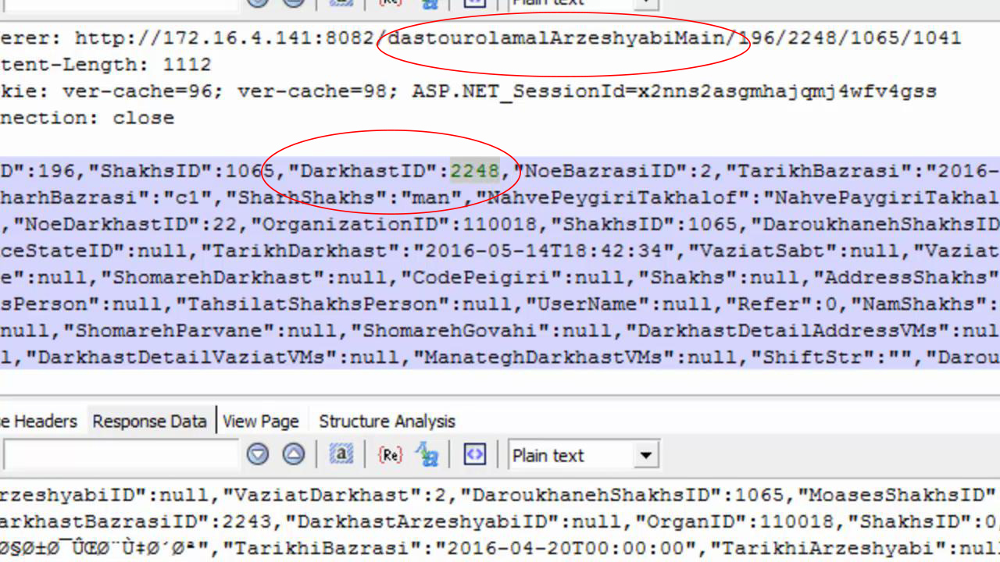 Plain text
erer: http://172.16.4.141:8082/dastourolamalArzeshyabiMain/196/2248/1065/1041
tent-Length: 1112
kie: ver-cache=96; ver-cache=98; ASP.NET_SessionId=x2nns2asgmhajqmj4wfv4gss
nection: close
D":196,"ShakhsID":1065,"DarkhastID":2248,"NoeBazrasiID":2,"TarikhBazrasi":"2016-
harhBazrasi":"c1","SharhShakhs":"man","NahvePeygiriTakhalof":"NahvePaygiriTakhal
,"NoeDarkhastID":22,"OrganizationID":110018,"ShakhsID":1065,"DaroukhanehShakhsID
ceStateID":null,"TarikhDarkhast":"2016-05-14T18:42:34","VaziatSabt":null,"Vaziat
e":null,"ShomarehDarkhast":null,"CodePeigiri":null,"Shakhs":null,"AddressShakhs"
sPerson":null,"TahsilatShakhsPerson":null,"UserName":null,"Refer":0,"NamShakhs":
null,"ShomarehParvane":null,"ShomarehGovahi":null,"DarkhastDetailAddressVMs":nul
l,"DarkhastDetailVaziatVMs":null,"ManateghDarkhastVMs":null,"ShiftStr":"","Darou
e Headers Response Data View Page Structure Analysis
a {Re} Plain text
rzeshyabiID":null,"VaziatDarkhast":2,"DaroukhanehShakhsID":1065,"MoasesShakhsID"
arkhastBazrasiID":2243,"DarkhastArzeshyabiID":null,"OrganID":110018,"ShakhsID":0,
Ø§Ø±Ø¯ÛŒØ¨Ù‡Ø´Øª","TarikhiBazrasi":"2016-04-20T00:00:00","TarikhiArzeshyabi":null